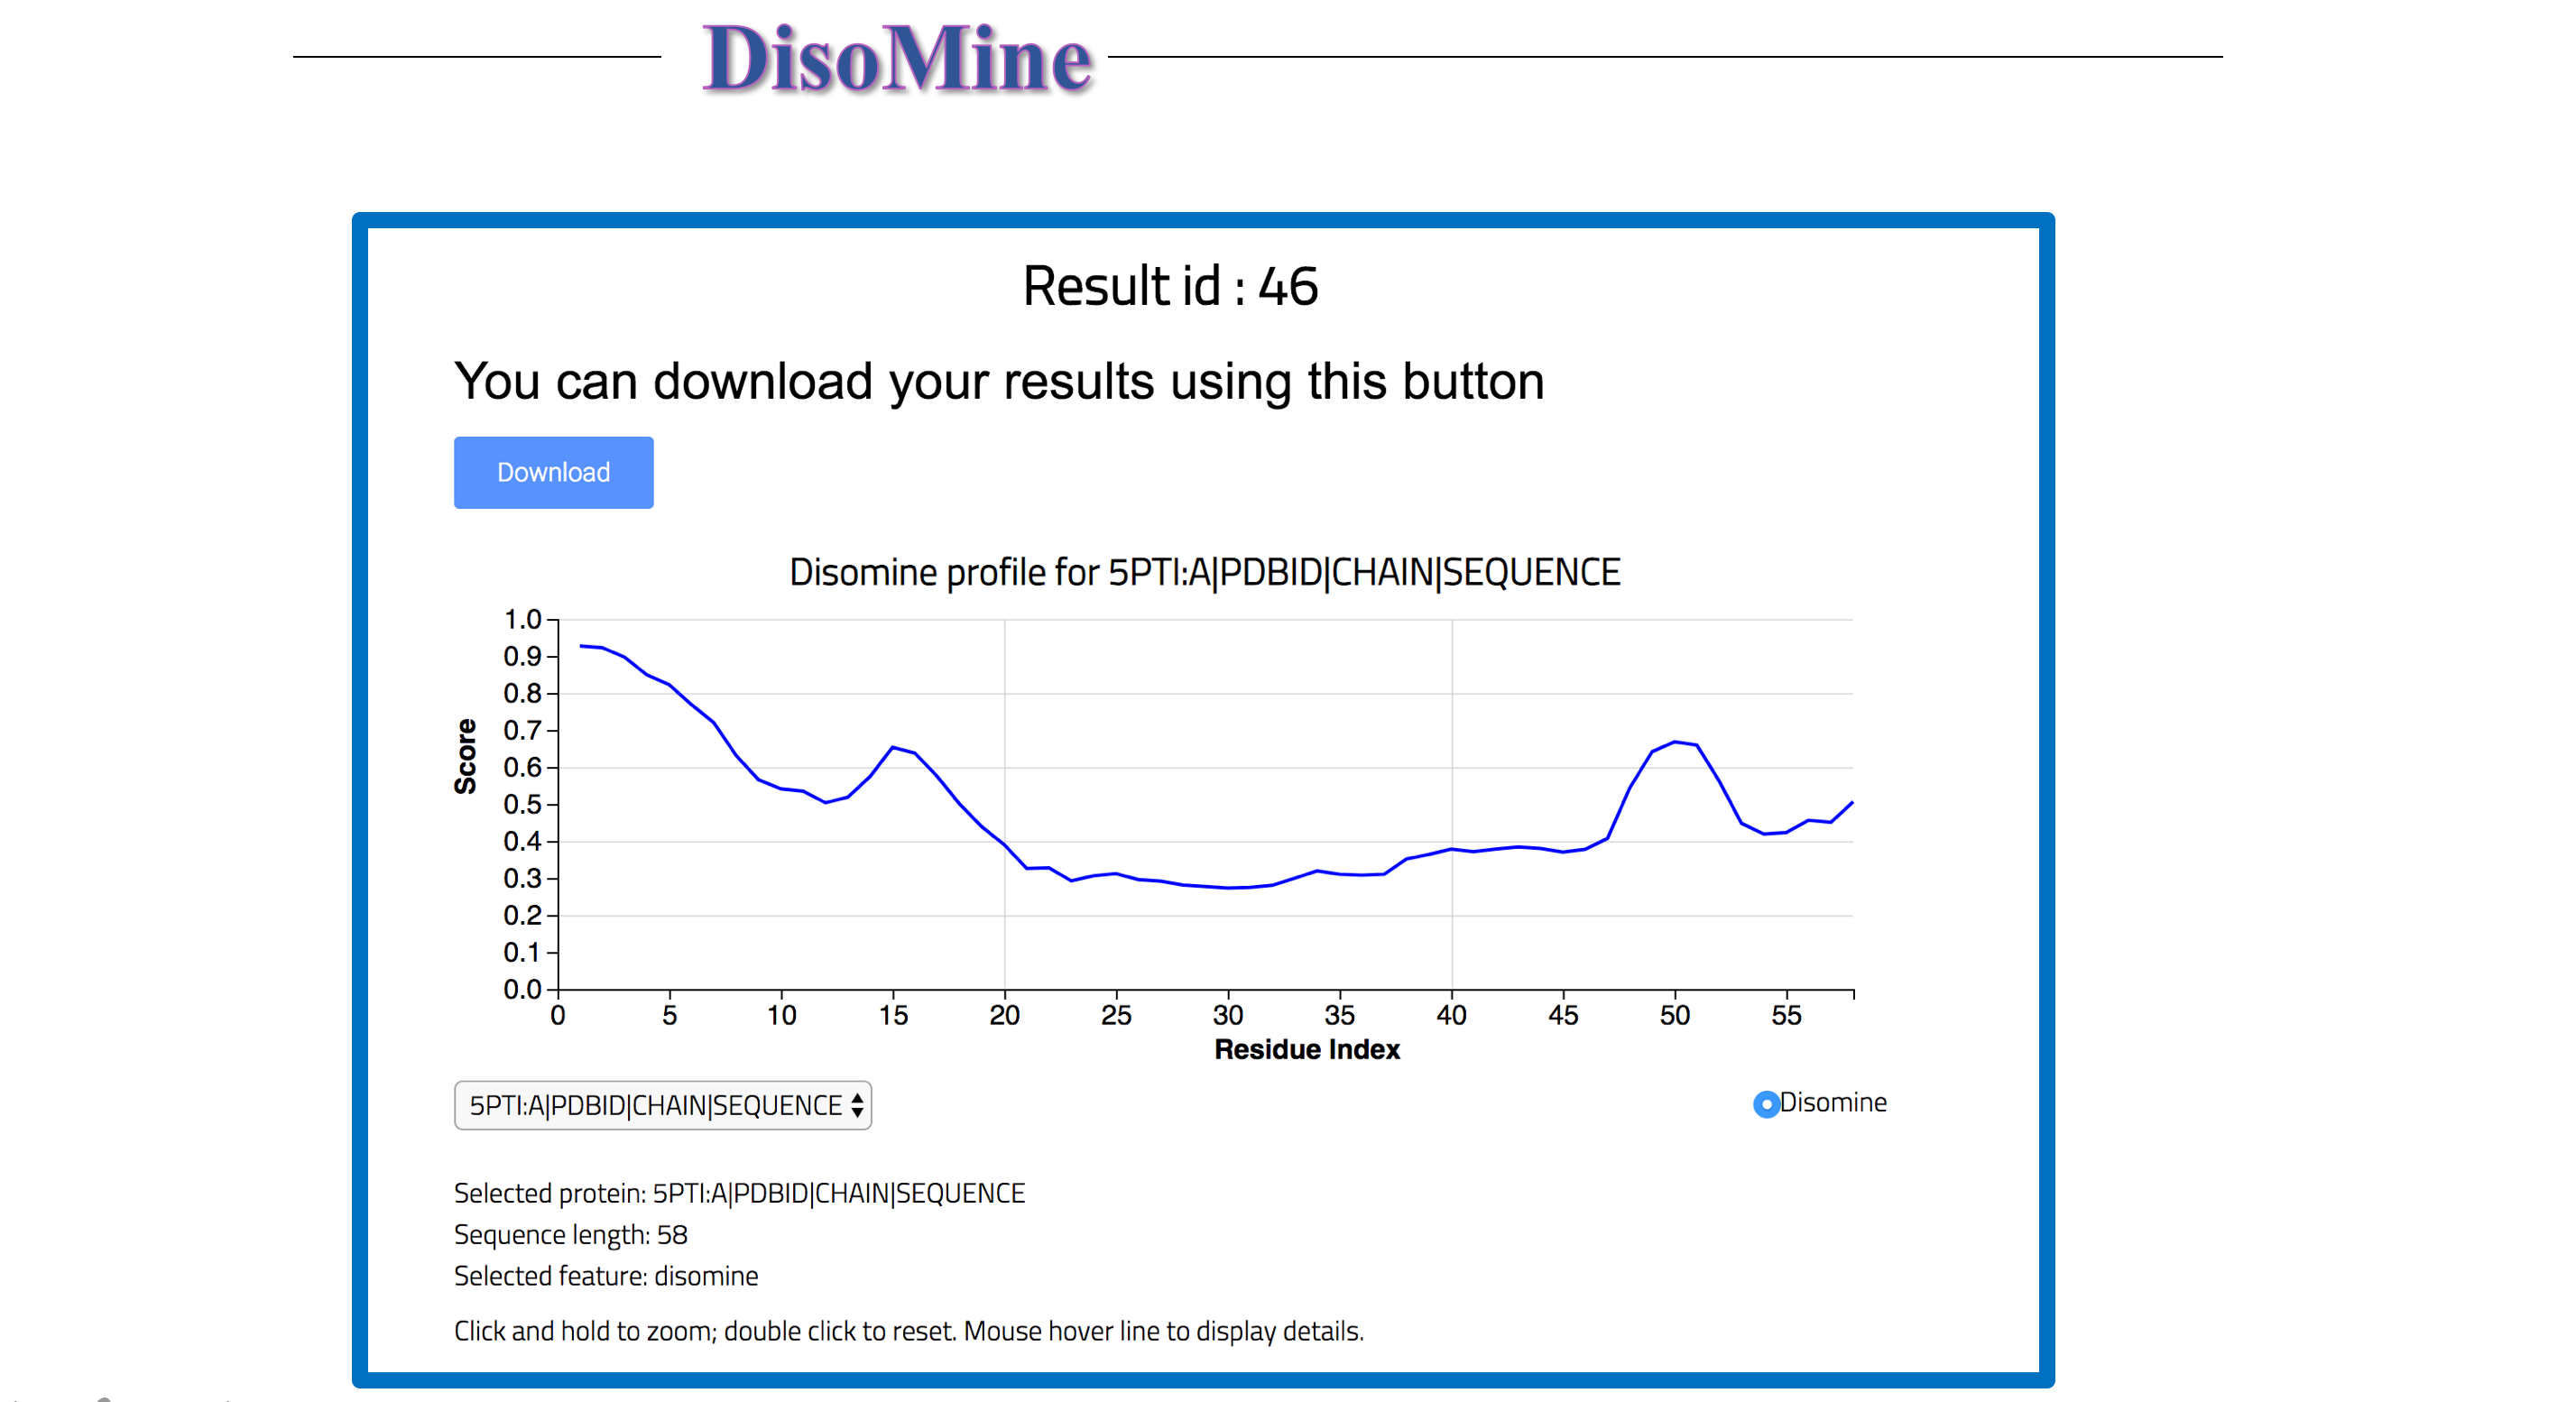 DisoMine
Result id : 46
You can download your results using this button
Download
Disomine profile for 5PTI:A|PDBID|CHAIN|SEQUENCE
1.0
0.9
0.8
0.7
0.6
0.5
0.4
0.3
0.2
0.1
0.0
Score
0 5 10 15 20 25 30 35 40 45 50 55
Residue Index
5PTI:A|PDBID|CHAIN|SEQUENCE
Disomine
Selected protein: 5PTI:A|PDBID|CHAIN|SEQUENCE
Sequence length: 58
Selected feature: disomine
Click and hold to zoom; double click to reset. Mouse hover line to display details.